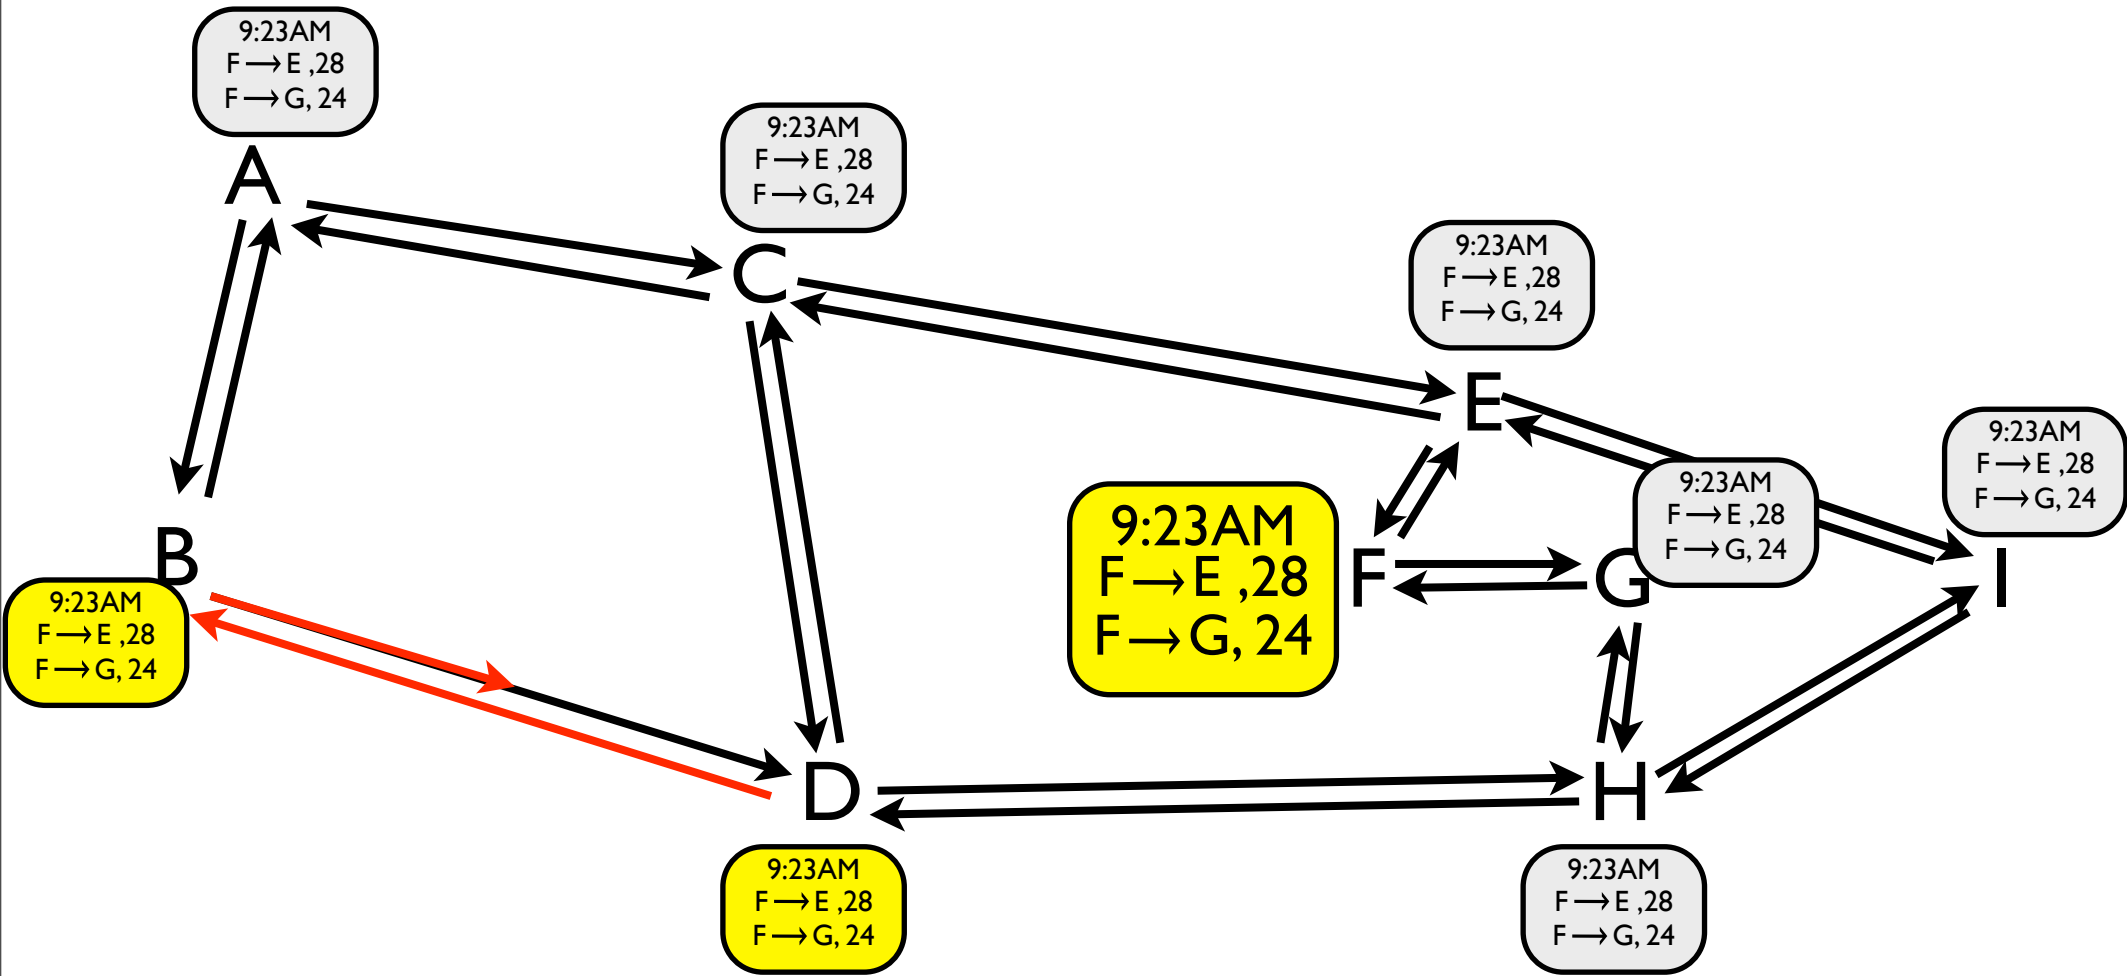 9:23AM
F→E ,28
F→G, 24
A
9:23AM
F→E ,28
F→G, 24
C
9:23AM
F→E ,28
F→G, 24
E
9:23AM
F→E ,28
F→G, 24
I
9:23AM
F→E ,28
F→G, 24
G
9:23AM
F→E ,28
F→G, 24
F
B
9:23AM
F→E ,28
F→G, 24
D
9:23AM
F→E ,28
F→G, 24
H
9:23AM
F→E ,28
F→G, 24